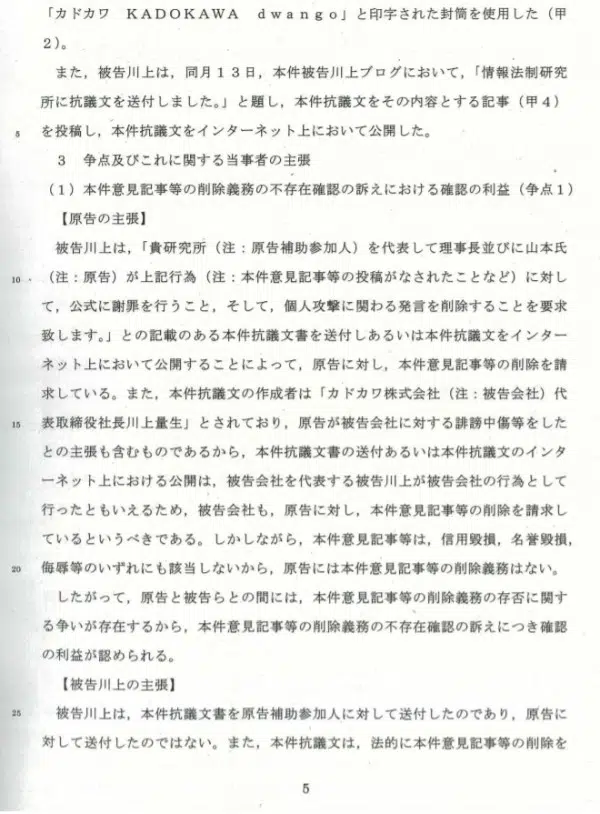 「カドカワ　ＫＡＤＯＫＡＷＡ　ｄｗａｎｇｏ」と印字された封筒を使用した（甲
２）。
また，被告川上は，同月１３日，本件被告川上ブログにおいて，「情報法制研究
所に抗議文を送付しました。」と題し，本件抗議文をその内容とする記事（甲４）
5 を投稿し，本件抗議文をインターネット上において公開した。
３　争点及びこれに関する当事者の主張
（１）本件意見記事等の削除義務の不存在確認の訴えにおける確認の利益（争点１）
【原告の主張】
被告川上は，「貴研究所（注：原告補助参加人）を代表して理事長並びに山本氏
10 （注：原告）が上記行為（注：本件意見記事等の投稿がなされたことなど）に対し
て，公式に謝罪を行うこと，そして，個人攻撃に関わる発言を削除することを要求
致します。」との記載のある本件抗議文書を送付しあるいは本件抗議文をインター
ネット上において公開することによって，原告に対し，本件意見記事等の削除を請
求している。また，本件抗議文の作成者は「カドカワ株式会社（注：被告会社）代
15 表取締役社長川上量生」とされており，原告が被告会社に対する誹謗中傷等をした
との主張も含むものであるから，本件抗議文書の送付あるいは本件抗議文のインタ
ーネット上における公開は，被告会社を代表する被告川上が被告会社の行為として
行ったともいえるため，被告会社も，原告に対し，本件意見記事等の削除を請求し
ているというべきである。しかしながら，本件意見記事等は，信用毀損，名誉毀損，
20 侮辱等のいずれにも該当しないから，原告には本件意見記事等の削除義務はない。
したがって，原告と被告らとの間には，本件意見記事等の削除義務の存否に関す
る争いが存在するから，本件意見記事等の削除義務の不存在確認の訴えにつき確認
の利益が認められる。
【被告川上の主張】
25 被告川上は，本件抗議文書を原告補助参加人に対して送付したのであり，原告に
対して送付したのではない。また，本件抗議文は，法的に本件意見記事等の削除を
5